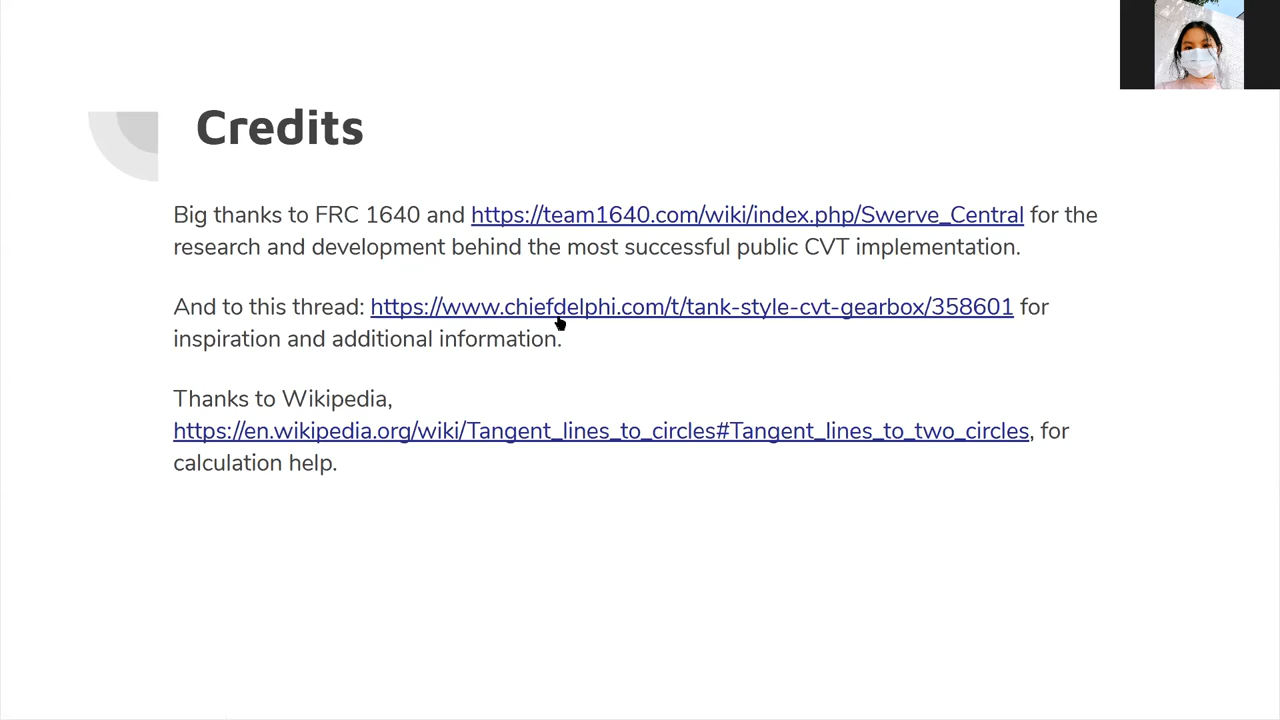 Credits
Big thanks to FRC 1640 and https://team1640.com/wiki/index.php/Swerve_Central for the
research and development behind the most successful public CVT implementation.
And to this thread: https://www.chiefdelphi.com/t/tank-style-cvt-gearbox/358601 for
inspiration and additional information.
Thanks to Wikipedia,
https://en.wikipedia.org/wiki/Tangent_lines_to_circles#Tangent_lines_to_two_circles, for
calculation help.